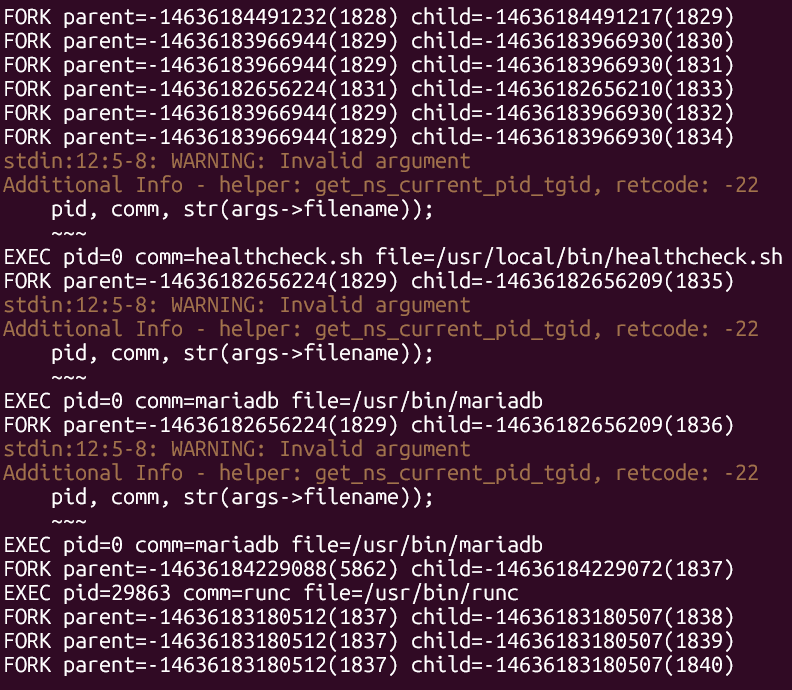 FORK parent=-14636184491232(1828) child=-14636184491217(1829)
FORK parent=-14636183966944(1829) child=-14636183966930(1830)
FORK parent=-14636183966944(1829) child=-14636183966930(1831)
FORK parent=-14636182656224(1831) child=-14636182656210(1833)
FORK parent=-14636183966944(1829) child=-14636183966930(1832)
FORK parent=-14636183966944(1829) child=-14636183966930(1834)
stdin:12:5-8: WARNING: Invalid argument
Additional Info - helper: get_ns_current_pid_tgid, retcode: -22
    pid, comm, str(args->filename));
    ~~~
EXEC pid=0 comm=healthcheck.sh file=/usr/local/bin/healthcheck.sh
FORK parent=-14636182656224(1829) child=-14636182656209(1835)
stdin:12:5-8: WARNING: Invalid argument
Additional Info - helper: get_ns_current_pid_tgid, retcode: -22
    pid, comm, str(args->filename));
    ~~~
EXEC pid=0 comm=mariadb file=/usr/bin/mariadb
FORK parent=-14636182656224(1829) child=-14636182656209(1836)
stdin:12:5-8: WARNING: Invalid argument
Additional Info - helper: get_ns_current_pid_tgid, retcode: -22
    pid, comm, str(args->filename));
    ~~~
EXEC pid=0 comm=mariadb file=/usr/bin/mariadb
FORK parent=-14636184229088(5862) child=-14636184229072(1837)
EXEC pid=29863 comm=runc file=/usr/bin/runc
FORK parent=-14636183180512(1837) child=-14636183180507(1838)
FORK parent=-14636183180512(1837) child=-14636183180507(1839)
FORK parent=-14636183180512(1837) child=-14636183180507(1840)